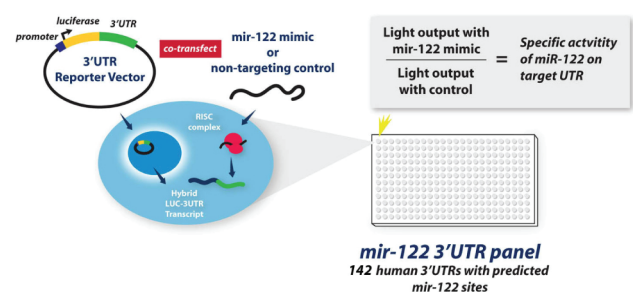 luciferase
3'UTR
promoter
3'UTR
Reporter Vector
co-transfect
mir-122 mimic
or
non-targeting control
RISC
complex
Hybrid
LUC-3UTR
Transcript
Light output with
mir-122 mimic
Light output
with control
=
Specific actvitity
of miR-122 on
target UTR
mir-122 3'UTR panel
142 human 3'UTRs with predicted
mir-122 sites